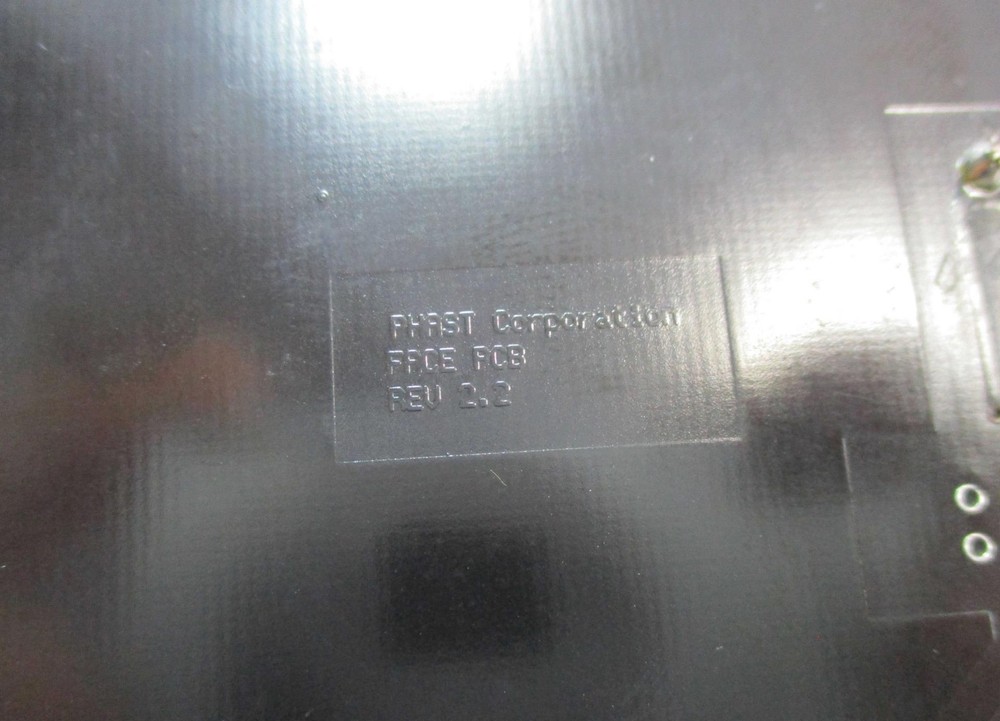 PHAST Corporation
FACE PCB
REV 2.2